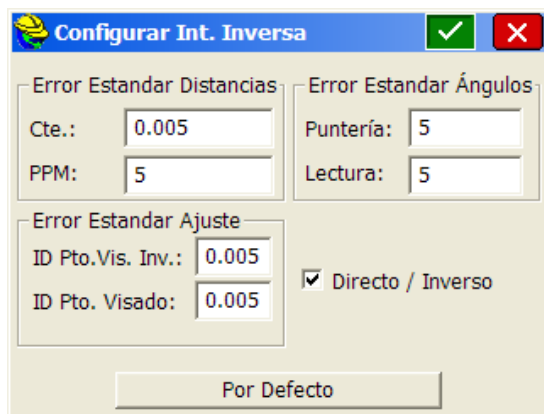 Configurar Int. Inversa
Error Estandar Distancias
Cte.: 0.005
PPM: 5
Error Estandar Ángulos
Puntería: 5
Lectura: 5
Error Estandar Ajuste
ID Pto.Vis. Inv.: 0.005
ID Pto. Visado: 0.005
Directo / Inverso
Por Defecto